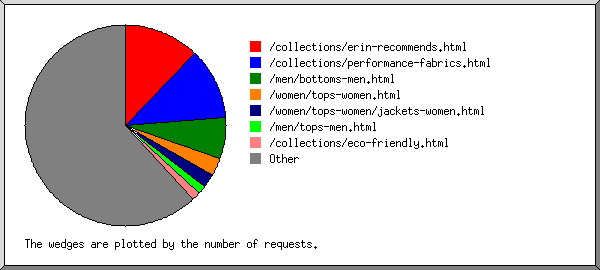 /collections/erin-recommends.html
/collections/performance-fabrics.html
/men/bottoms-men.html
/women/tops-women.html
/women/tops-women/jackets-women.html
/men/tops-men.html
/collections/eco-friendly.html
Other
The wedges are plotted by the number of requests.